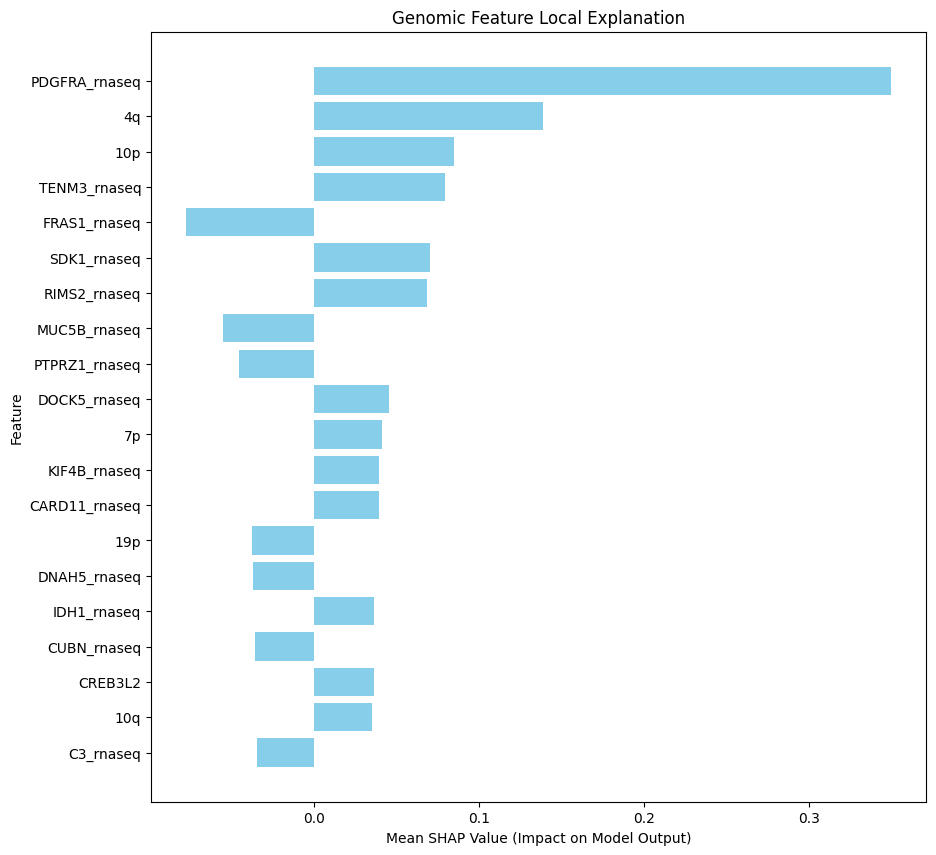 Genomic Feature Local Explanation
Feature
PDGFRA_rnaseq
4q
10p
TENM3_rnaseq
FRAS1_rnaseq
SDK1_rnaseq
RIMS2_rnaseq
MUC5B_rnaseq
PTPRZ1_rnaseq
DOCK5_rnaseq
7p
KIF4B_rnaseq
CARD11_rnaseq
19p
DNAH5_rnaseq
IDH1_rnaseq
CUBN_rnaseq
CREB3L2
10q
C3_rnaseq
0.0 0.1 0.2 0.3
Mean SHAP Value (Impact on Model Output)